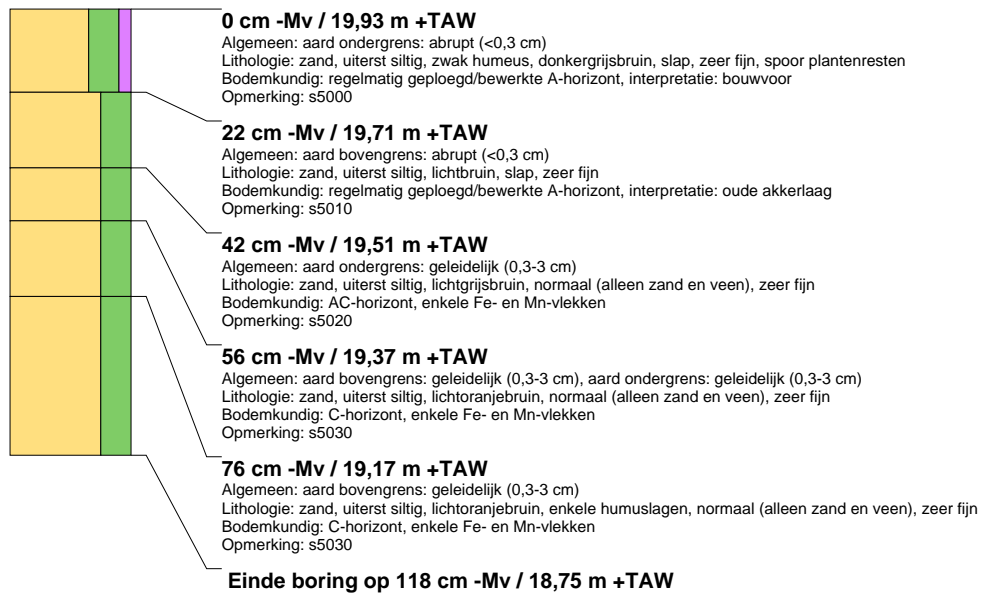 0 cm -Mv / 19,93 m +TAW
Algemeen: aard ondergrens: abrupt (<0,3 cm)
Lithologie: zand, uiterst siltig, zwak humeus, donkergrijsbruin, slap, zeer fijn, spoor plantenresten
Bodemkundig: regelmatig geploegd/bewerkte A-horizont, interpretatie: bouwvoor
Opmerking: s5000
22 cm -Mv / 19,71 m +TAW
Algemeen: aard bovengrens: abrupt (<0,3 cm)
Lithologie: zand, uiterst siltig, lichtbruin, slap, zeer fijn
Bodemkundig: regelmatig geploegd/bewerkte A-horizont, interpretatie: oude akkerlaag
Opmerking: s5010
42 cm -Mv / 19,51 m +TAW
Algemeen: aard ondergrens: geleidelijk (0,3-3 cm)
Lithologie: zand, uiterst siltig, lichtgrijsbruin, normaal (alleen zand en veen), zeer fijn
Bodemkundig: AC-horizont, enkele Fe- en Mn-vlekken
Opmerking: s5020
56 cm -Mv / 19,37 m +TAW
Algemeen: aard bovengrens: geleidelijk (0,3-3 cm), aard ondergrens: geleidelijk (0,3-3 cm)
Lithologie: zand, uiterst siltig, lichtoranjebruin, normaal (alleen zand en veen), zeer fijn
Bodemkundig: C-horizont, enkele Fe- en Mn-vlekken
Opmerking: s5030
76 cm -Mv / 19,17 m +TAW
Algemeen: aard bovengrens: geleidelijk (0,3-3 cm)
Lithologie: zand, uiterst siltig, lichtoranjebruin, enkele humuslagen, normaal (alleen zand en veen), zeer fijn
Bodemkundig: C-horizont, enkele Fe- en Mn-vlekken
Opmerking: s5030
Einde boring op 118 cm -Mv / 18,75 m +TAW